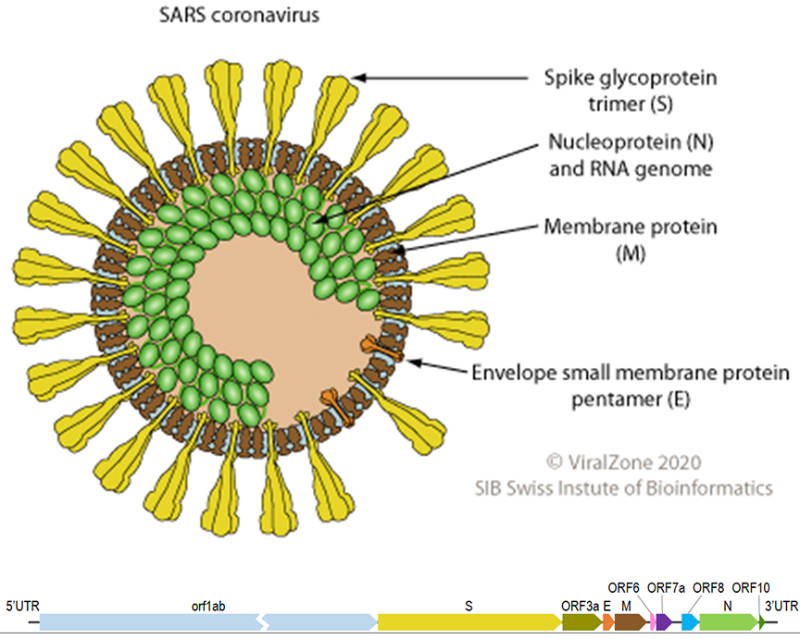 SARS coronavirus
Spike glycoprotein
trimer (S)
Nucleoprotein (N)
and RNA genome
Membrane protein
(M)
Envelope small membrane protein
pentamer (E)
© ViralZone 2020
SIB Swiss Instute of Bioinformatics
ORF6 ORF7a ORF8 ORF10
5'UTR orf1ab S ORF3a E M N 3'UTR